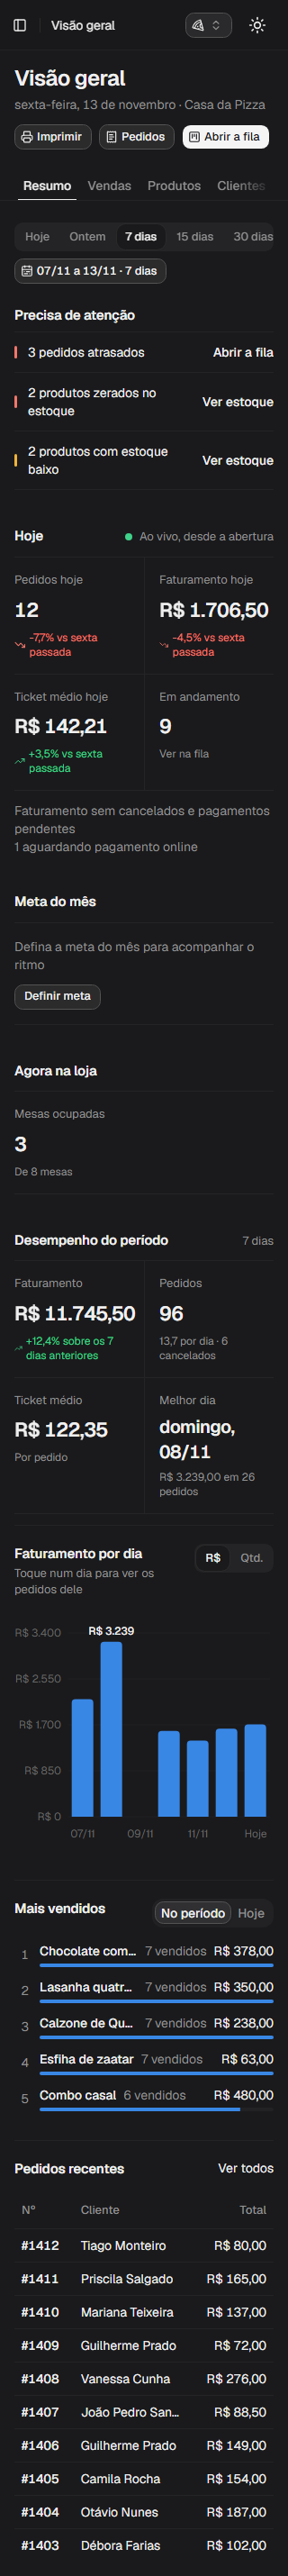 Visão geral
Visão geral
sexta-feira, 13 de novembro · Casa da Pizza
Imprimir
Pedidos
Abrir a fila
Resumo
Vendas
Produtos
Clientes
Hoje
Ontem
7 dias
15 dias
30 dias
07/11 a 13/11 · 7 dias
Precisa de atenção
3 pedidos atrasados
Abrir a fila
2 produtos zerados no
estoque
Ver estoque
2 produtos com estoque
baixo
Ver estoque
Hoje
Ao vivo, desde a abertura
Pedidos hoje
12
-7,7% vs sexta
passada
Faturamento hoje
R$ 1.706,50
-4,5% vs sexta
passada
Ticket médio hoje
R$ 142,21
+3,5% vs sexta
passada
Em andamento
9
Ver na fila
Faturamento sem cancelados e pagamentos
pendentes
1 aguardando pagamento online
Meta do mês
Defina a meta do mês para acompanhar o
ritmo
Definir meta
Agora na loja
Mesas ocupadas
3
De 8 mesas
Desempenho do período
7 dias
Faturamento
R$ 11.745,50
+12,4% sobre os 7
dias anteriores
Pedidos
96
13,7 por dia · 6
cancelados
Ticket médio
R$ 122,35
Por pedido
Melhor dia
domingo,
08/11
R$ 3.239,00 em 26
pedidos
Faturamento por dia
Toque num dia para ver os
pedidos dele
R$
Qtd.
R$ 3.400
R$ 3.239
R$ 2.550
R$ 1.700
R$ 850
R$ 0
07/11
09/11
11/11
Hoje
Mais vendidos
No período
Hoje
1 Chocolate com... 7 vendidos R$ 378,00
2 Lasanha quatr... 7 vendidos R$ 350,00
3 Calzone de Qu... 7 vendidos R$ 238,00
4 Esfiha de zaatar 7 vendidos R$ 63,00
5 Combo casal 6 vendidos R$ 480,00
Pedidos recentes
Ver todos
Nº Cliente Total
#1412 Tiago Monteiro R$ 80,00
#1411 Priscila Salgado R$ 165,00
#1410 Mariana Teixeira R$ 137,00
#1409 Guilherme Prado R$ 72,00
#1408 Vanessa Cunha R$ 276,00
#1407 João Pedro San... R$ 88,50
#1406 Guilherme Prado R$ 149,00
#1405 Camila Rocha R$ 154,00
#1404 Otávio Nunes R$ 187,00
#1403 Débora Farias R$ 102,00